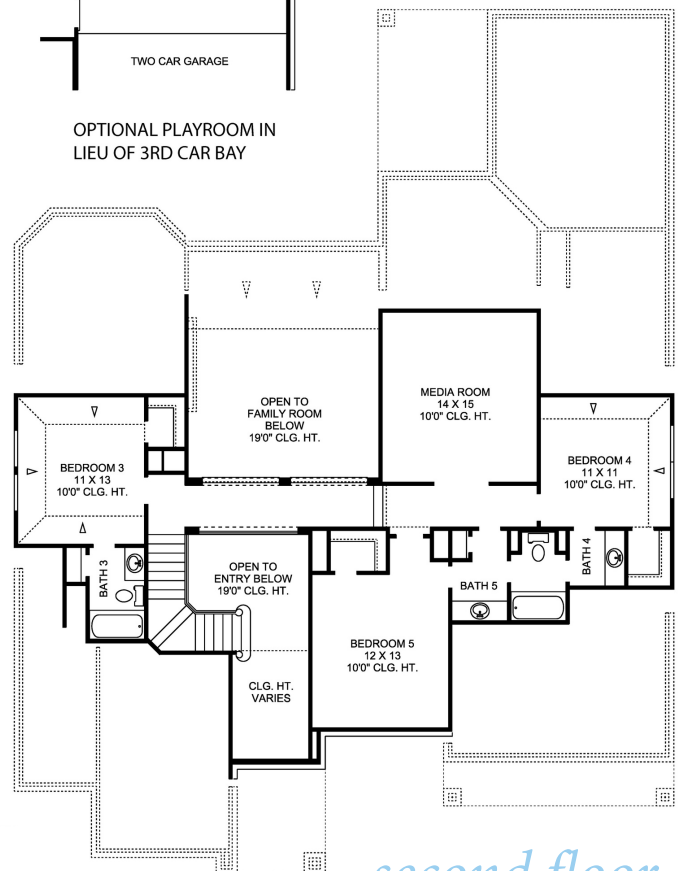 TWO CAR GARAGE
OPTIONAL PLAYROOM IN
LIEU OF 3RD CAR BAY
OPEN TO
FAMILY ROOM
BELOW
19'0" CLG. HT.
MEDIA ROOM
14 X 15
10'0" CLG. HT.
BEDROOM 3
11 X 13
10'0" CLG. HT.
BEDROOM 4
11 X 11
10'0" CLG. HT.
BATH 3
OPEN TO
ENTRY BELOW
19'0" CLG. HT.
BATH 5
BATH 4
BEDROOM 5
12 X 13
10'0" CLG. HT.
CLG. HT.
VARIES
second floor